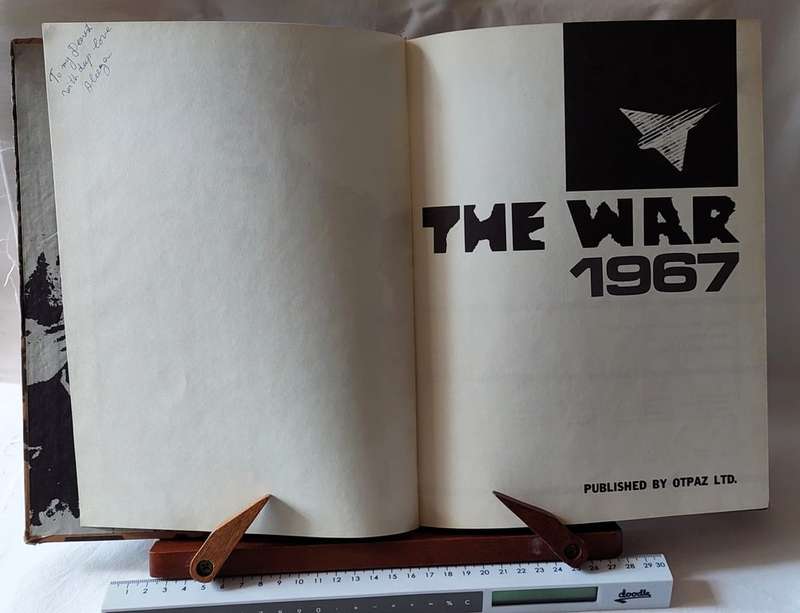 To my
with deep love
THE WAR
1967
PUBLISHED BY OTPAZ LTD.
1 2 3 4 5 6 7 8 9 10 11 12 13 14 15 16 17 18 19 20 21 22 23 24 25 26 27 28 29 30
doodle